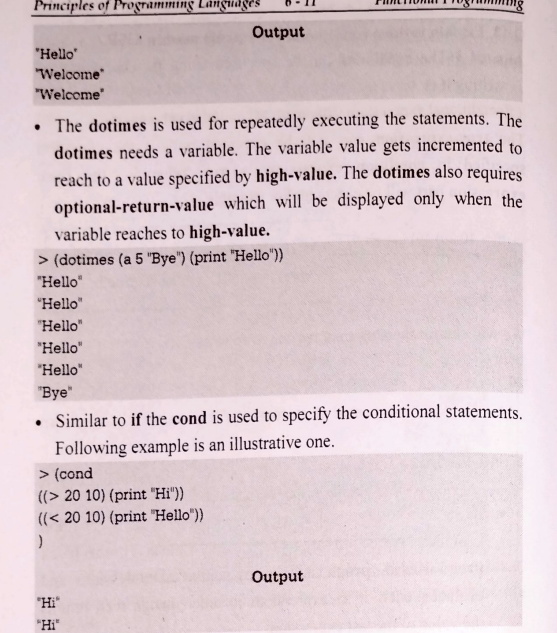 Principles of Programming Languages 6 - 11 Functional Programming
Output
"Hello"
"Welcome"
"Welcome"
• The dotimes is used for repeatedly executing the statements. The
dotimes needs a variable. The variable value gets incremented to
reach to a value specified by high-value. The dotimes also requires
optional-return-value which will be displayed only when the
variable reaches to high-value.
> (dotimes (a 5 "Bye") (print "Hello"))
"Hello"
"Hello"
"Hello"
"Hello"
"Hello"
"Bye"
• Similar to if the cond is used to specify the conditional statements.
Following example is an illustrative one.
> (cond
((> 20 10) (print "Hi"))
((< 20 10) (print "Hello"))
)
Output
"Hi"
"Hi"